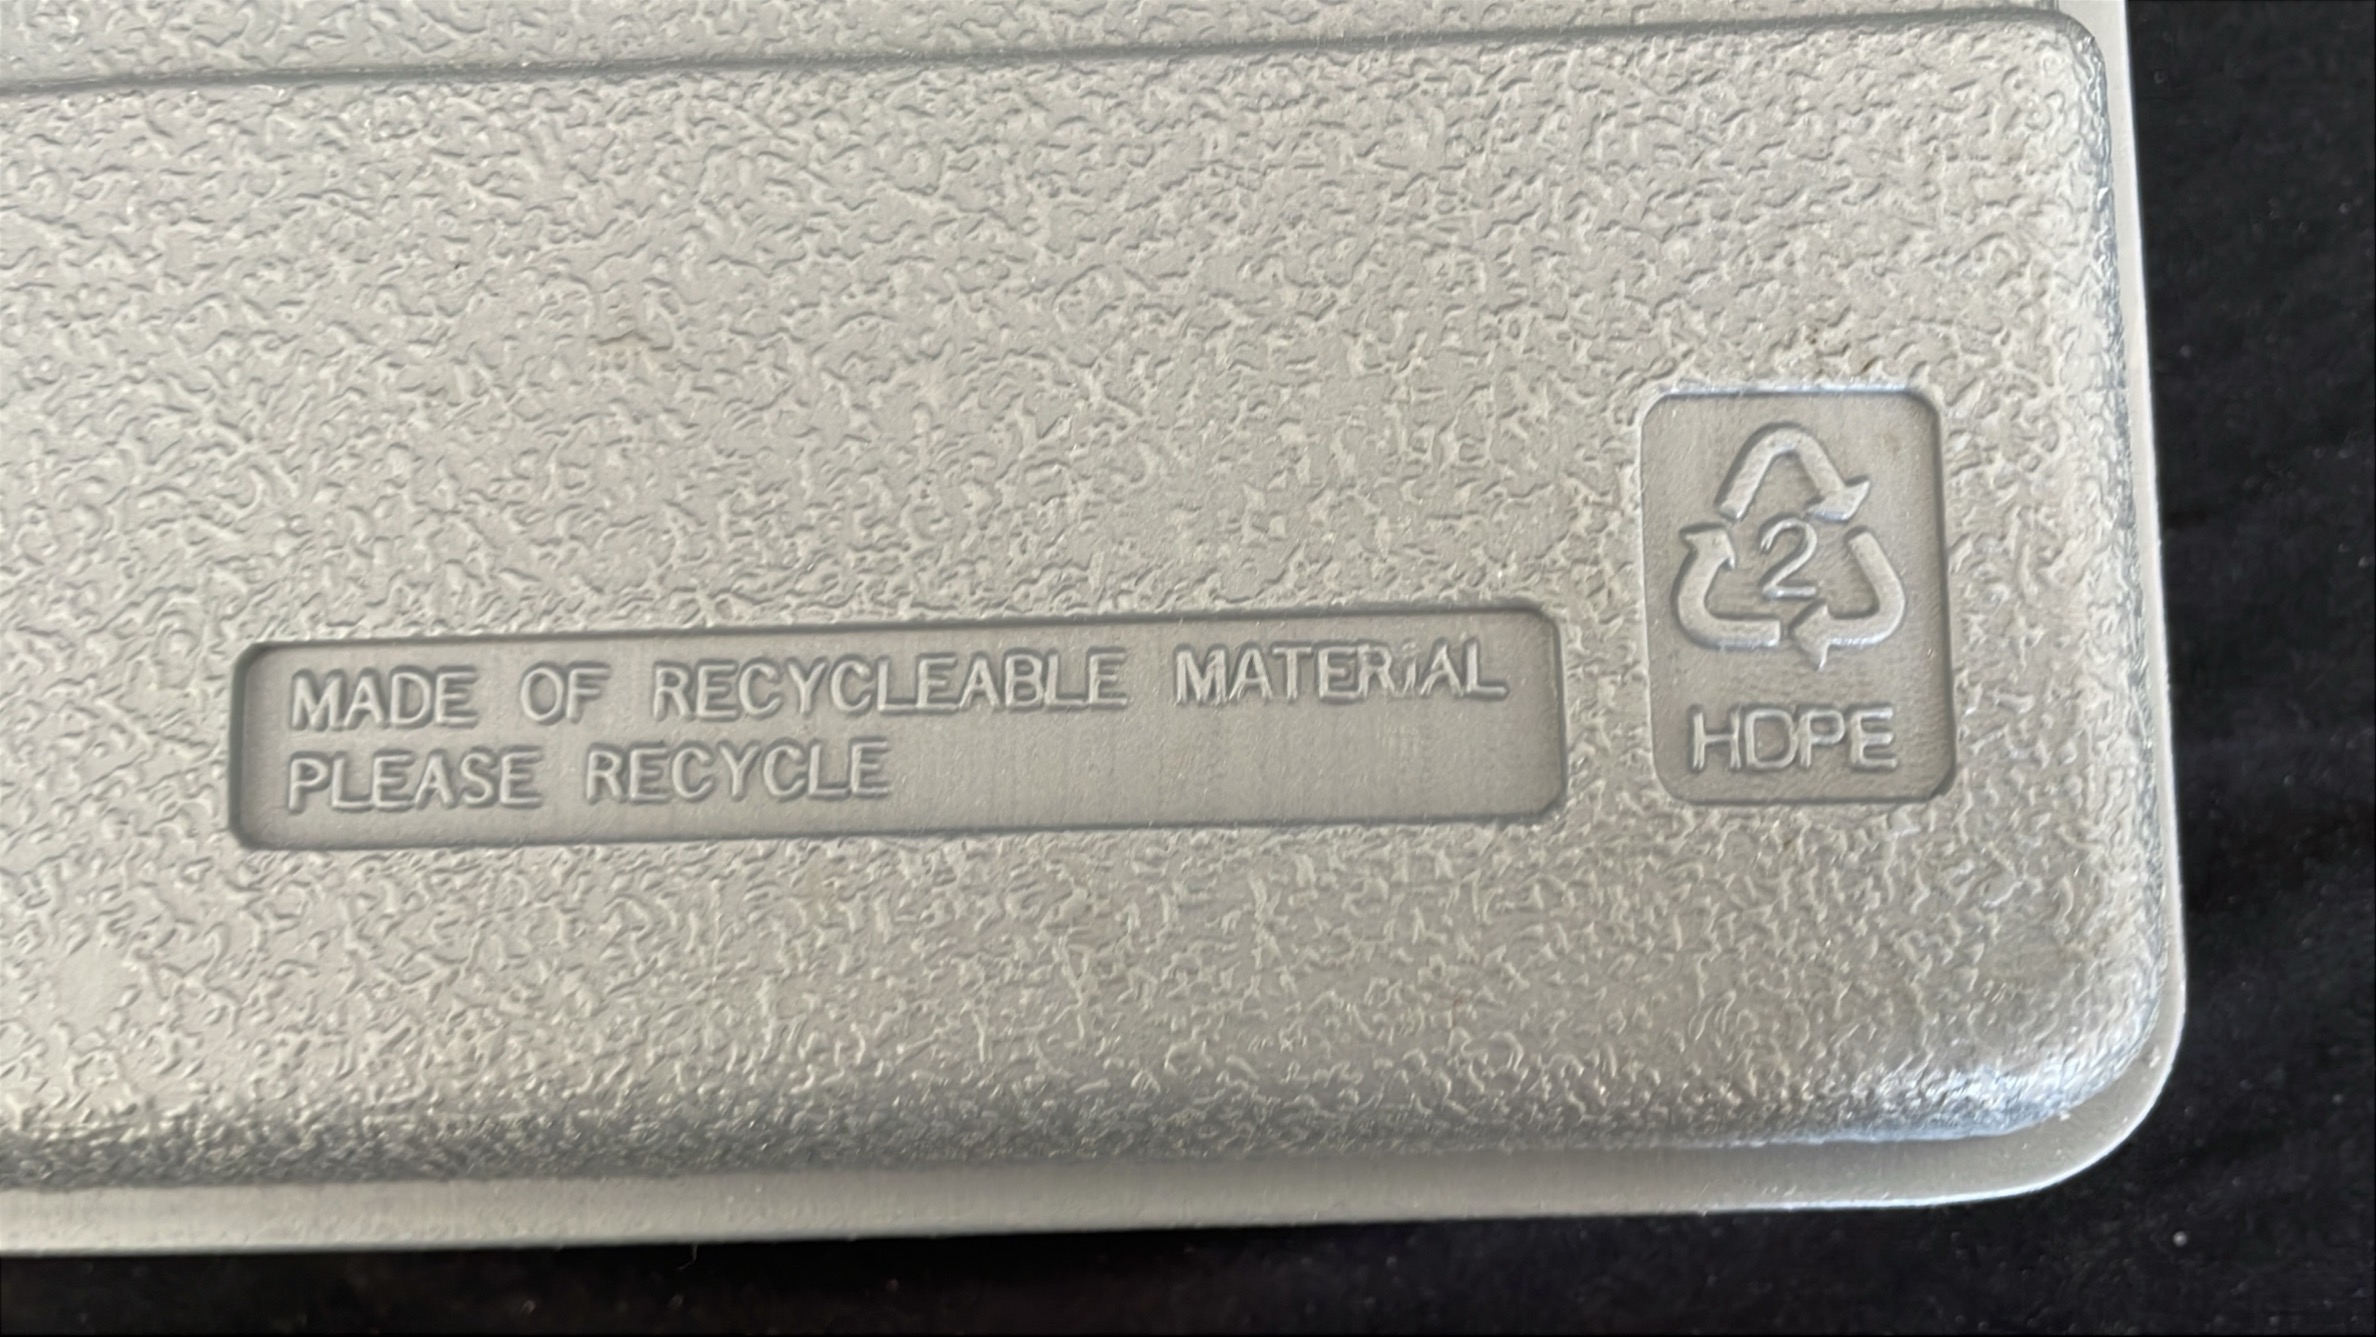 MADE OF RECYCLEABLE MATERIAL
PLEASE RECYCLE
2
HDPE